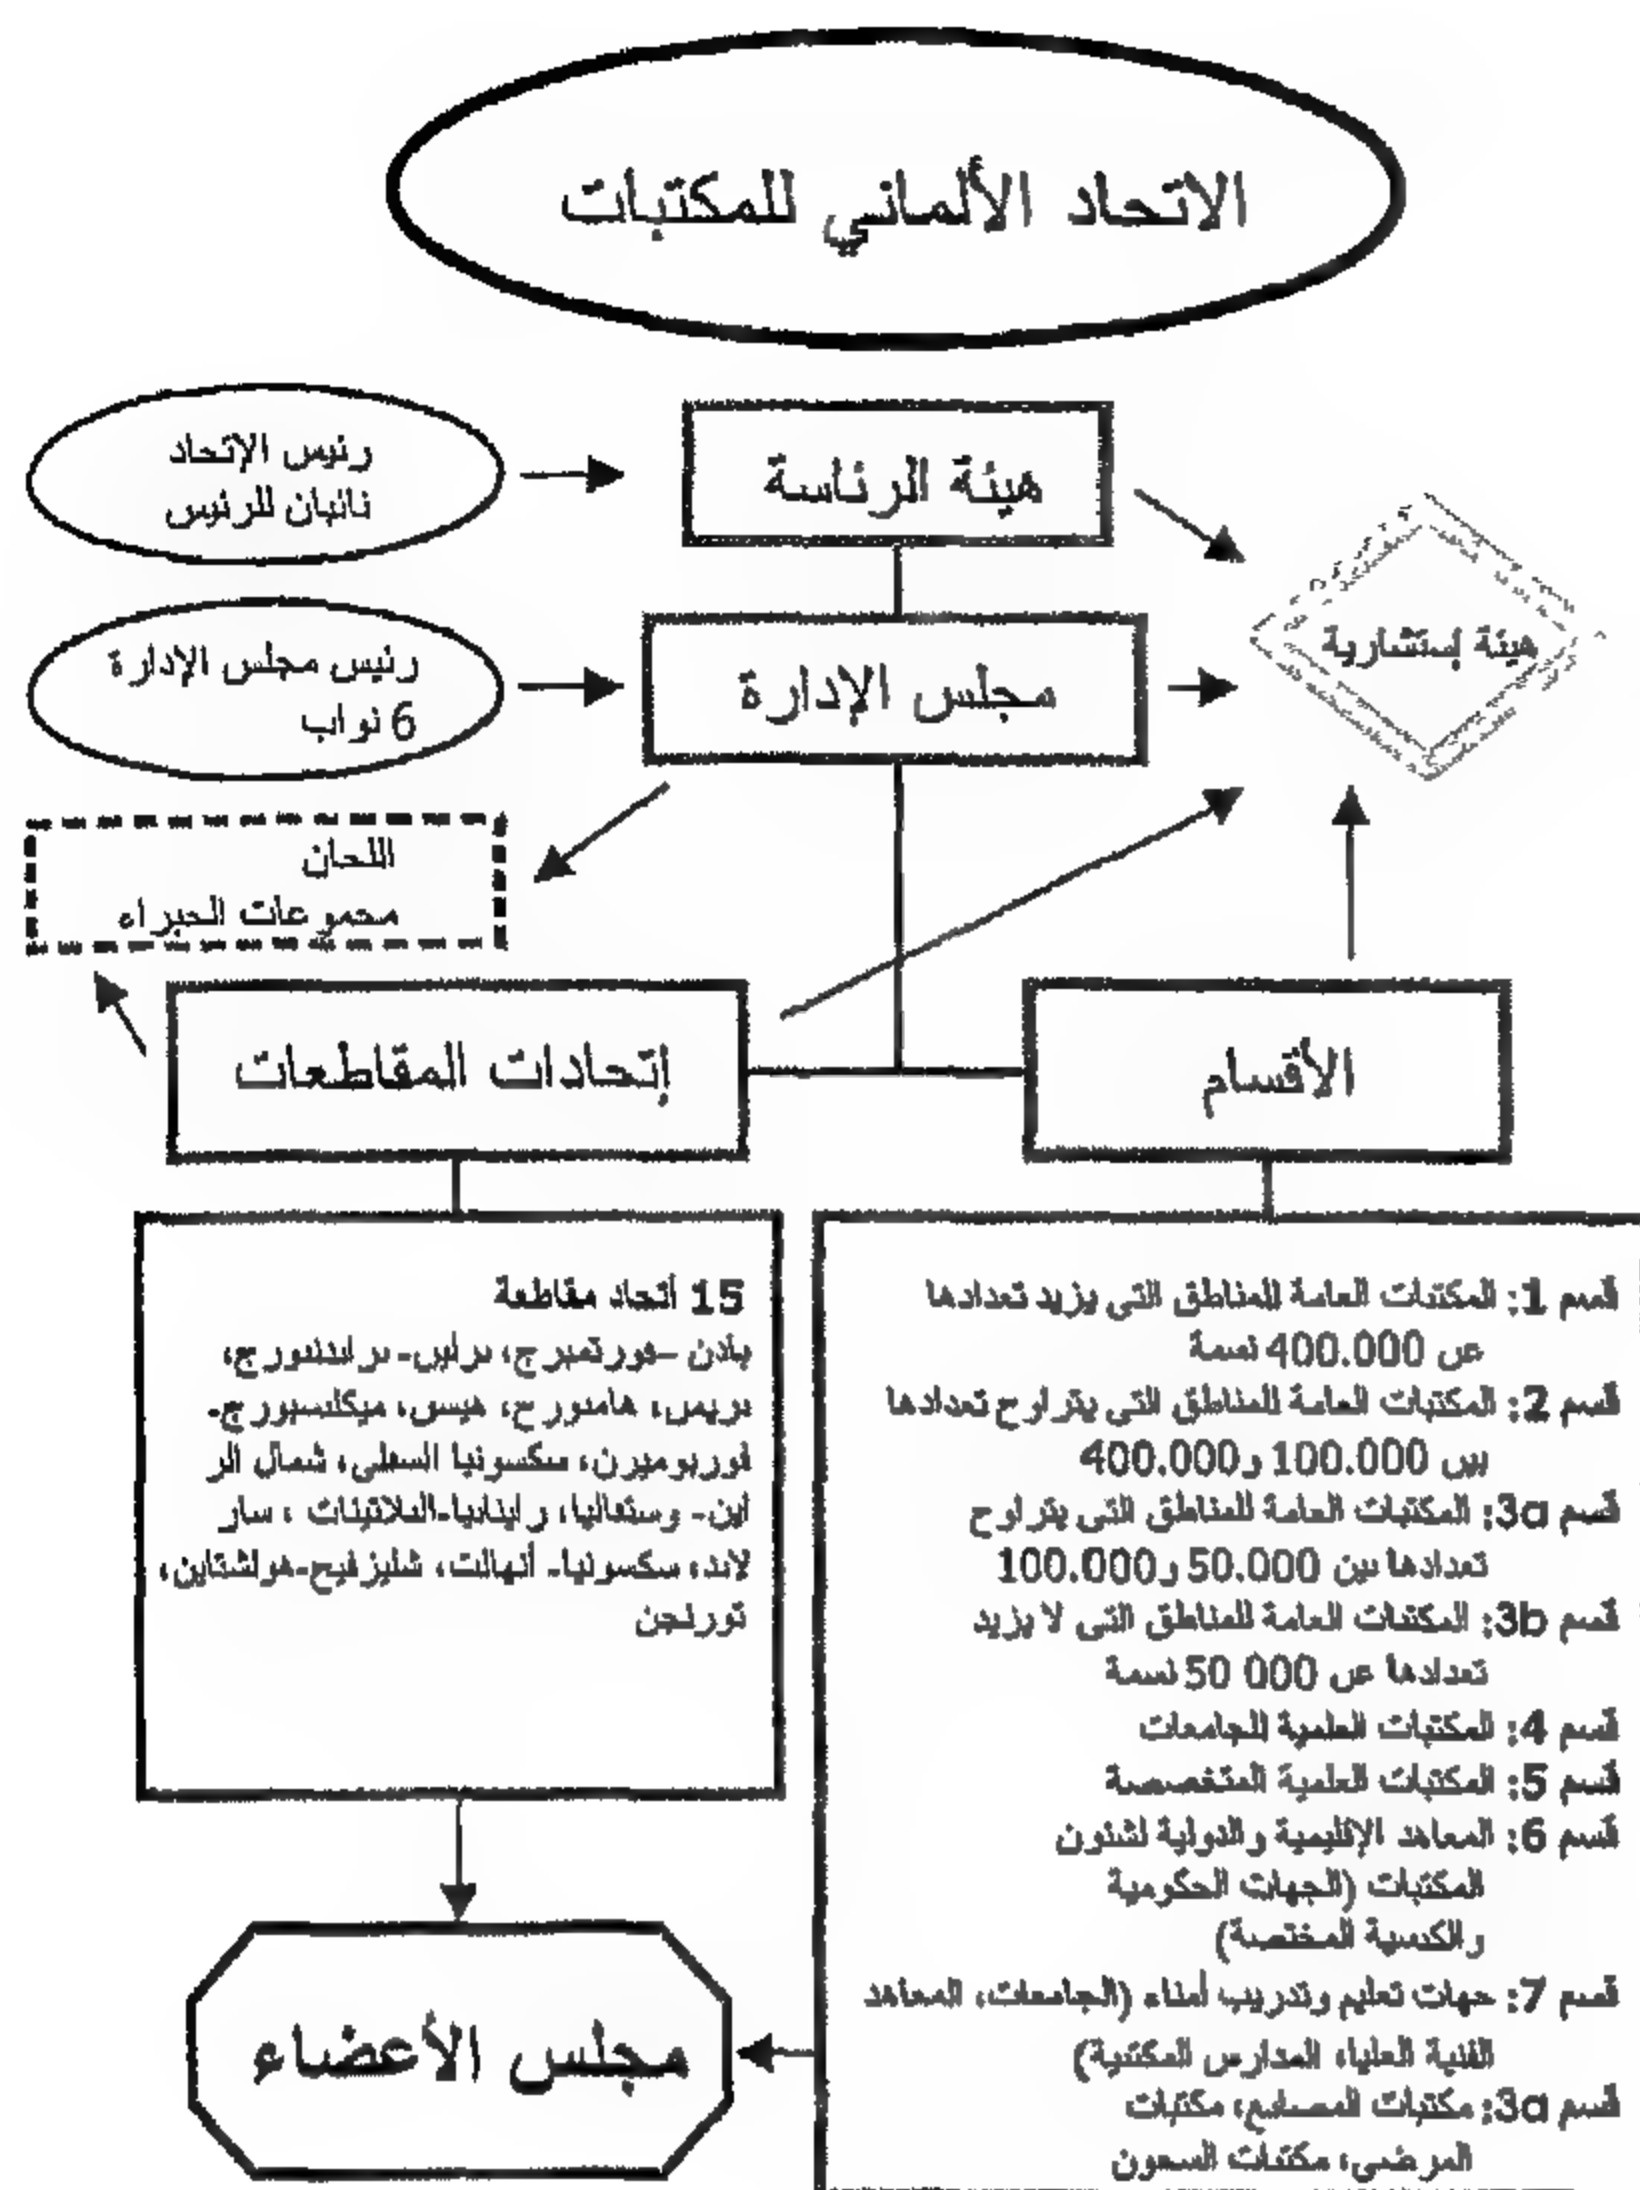 الاتحاد الألماني للمكتبات
هيئة الرئاسة
رئيس الإتحاد
نائبان للرئيس
هيئة إستشارية
مجلس الإدارة
رئيس مجلس الإدارة
6 نواب
اللجان
مجموعات الخبراء
الأقسام
إتحادات المقاطعات
قسم 1: المكتبات العامة للمناطق التى يزيد تعدادها
عن 400.000 نسمة
قسم 2: المكتبات العامة للمناطق التى يتراوح تعدادها
بين 100.000 و400.000
قسم 3a: المكتبات العامة للمناطق التى يتراوح
تعدادها بين 50.000 و100.000
قسم 3b: المكتبات العامة للمناطق التى لا يزيد
تعدادها عن 50 000 نسمة
قسم 4: المكتبات العلمية للجامعات
قسم 5: المكتبات العلمية المتخصصة
قسم 6: المعاهد الإقليمية والدولية لشئون
المكتبات (الجهات الحكومية
والكنسية المختصة)
قسم 7: جهات تعليم وتدريب أمناء (الجامعات، المعاهد
الفنية العليا، المدارس المكتبية)
قسم 3a: مكتبات المصانع، مكتبات
المرضى، مكتبات السجون
15 أتحاد مقاطعة
بادن -فورتمبرج، برلين- براندنبورج،
بريمن، هامبورج، هيسن، ميكلنسبورج-
فوربوميرن، سكسونيا السفلى، شمال الر
أين- وستفاليا، راينانيا-البلاتينات ، سار
لاند، سكسونيا- أنهالت، شليزفيج-هولشتاين،
تورنجن
مجلس الأعضاء